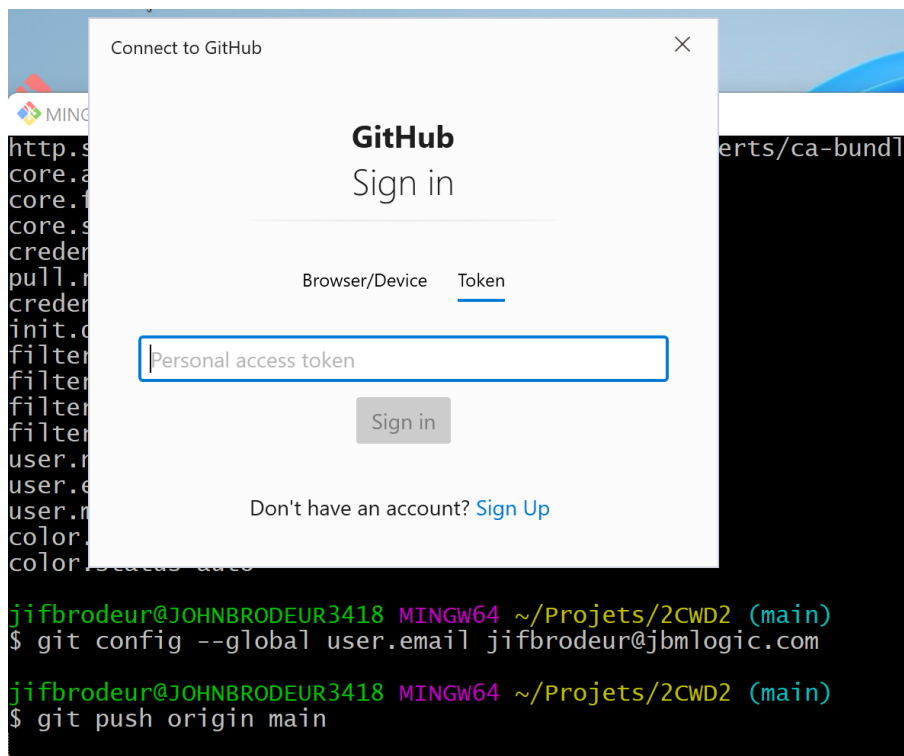 Connect to GitHub
MING
GitHub
Sign in
Browser/Device Token
Personal access token
Sign in
Don't have an account? Sign Up
http.s erts/ca-bundl
core.a
core.f
core.s
creden
pull.r
creden
init.d
filter
filter
filter
filter
user.n
user.e
user.m
color.
color.status auto
jifbrodeur@JOHNBRODEUR3418 MINGW64 ~/Projets/2CWD2 (main)
$ git config --global user.email jifbrodeur@jbmlogic.com
jifbrodeur@JOHNBRODEUR3418 MINGW64 ~/Projets/2CWD2 (main)
$ git push origin main